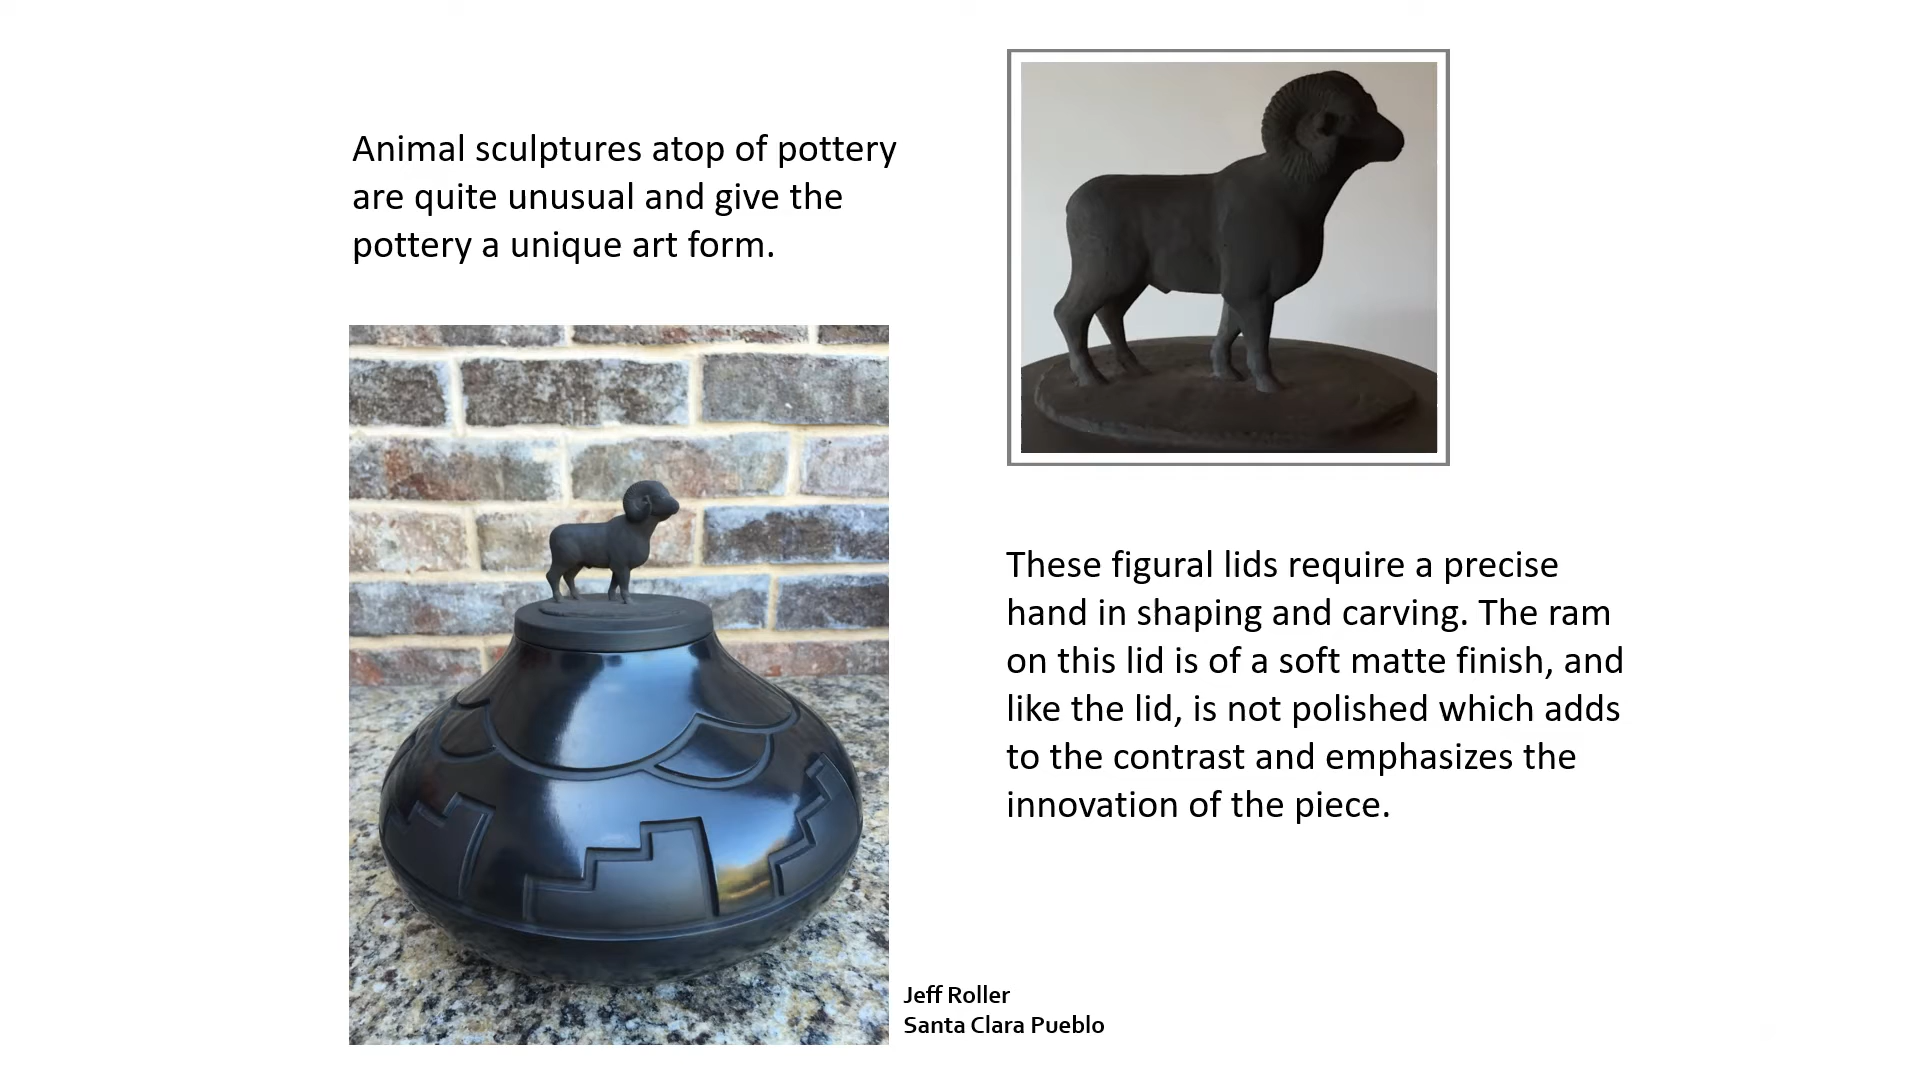 Animal sculptures atop of pottery
are quite unusual and give the
pottery a unique art form.
These figural lids require a precise
hand in shaping and carving. The ram
on this lid is of a soft matte finish, and
like the lid, is not polished which adds
to the contrast and emphasizes the
innovation of the piece.
Jeff Roller
Santa Clara Pueblo